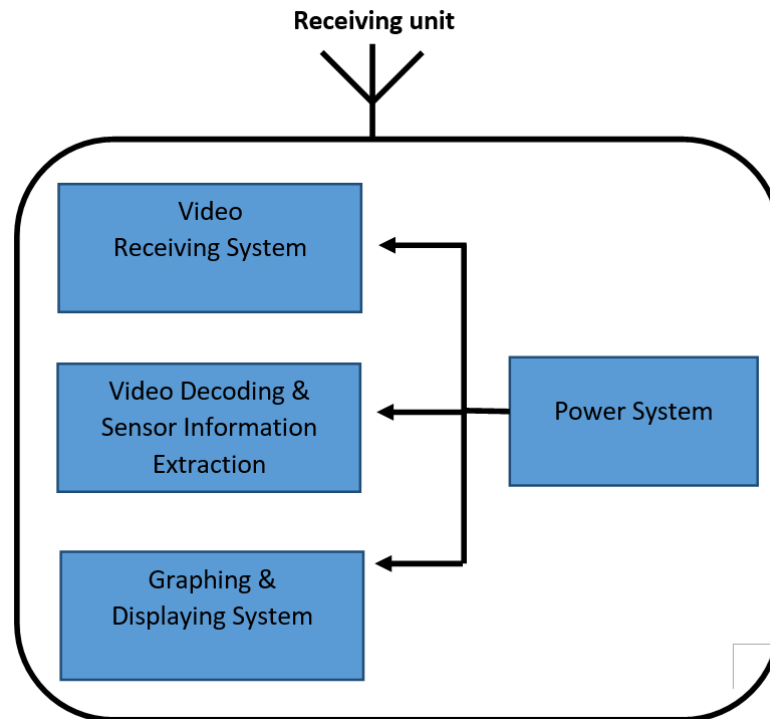 Receiving unit
Video
Receiving System
Video Decoding &
Sensor Information
Extraction
Power System
Graphing &
Displaying System